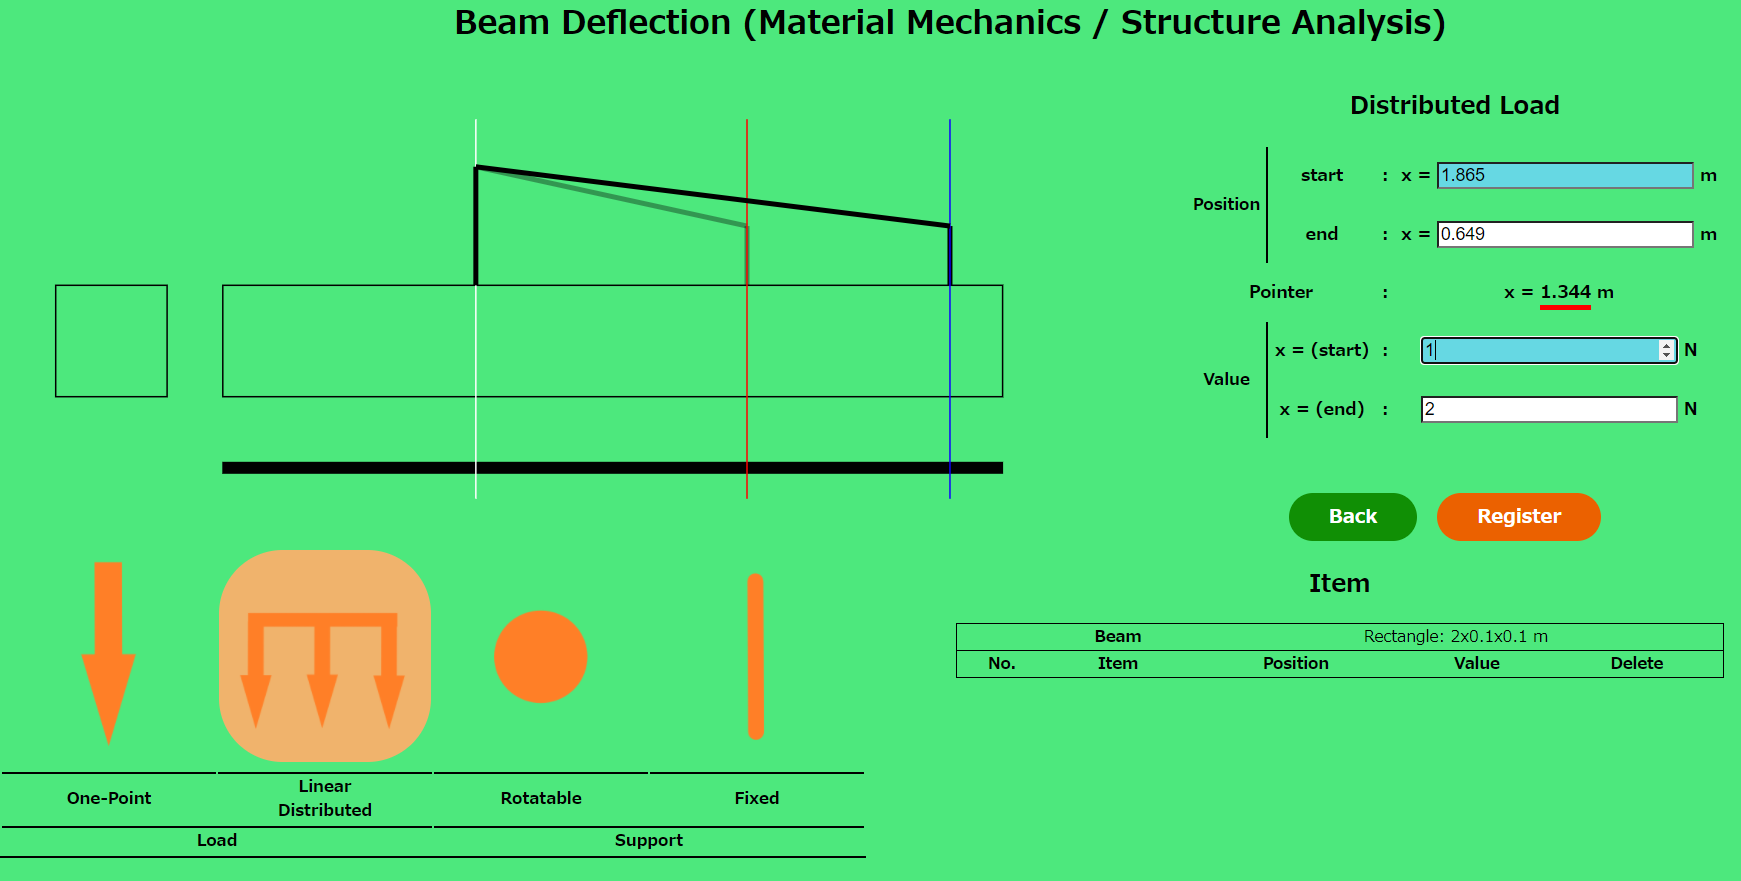 Beam Deflection (Material Mechanics / Structure Analysis)
Distributed Load
Position
start : x = 1.865 m
end : x = 0.649 m
Pointer : x = 1.344 m
Value
x = (start) : 1 N
x = (end) : 2 N
Back Register
Item
Beam Rectangle: 2x0.1x0.1 m
No. Item Position Value Delete
One-Point
Linear
Distributed
Rotatable
Fixed
Load Support